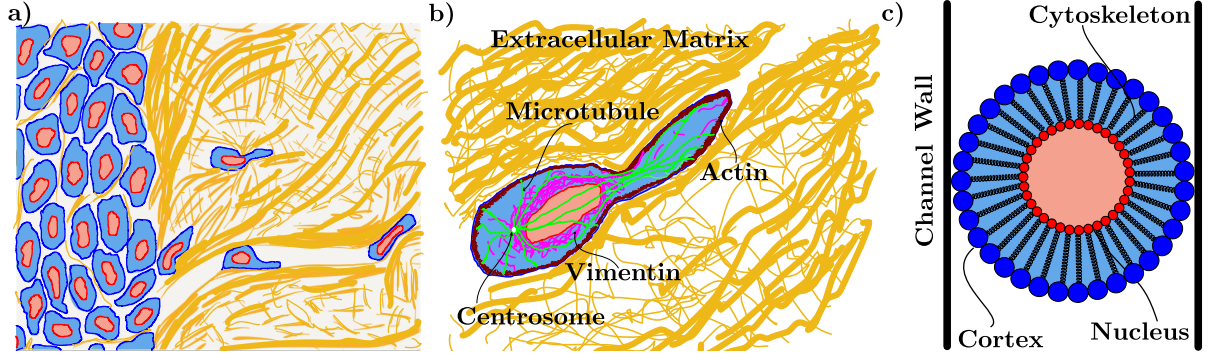 a)
b)
Extracellular Matrix
Microtubule
Actin
Vimentin
Centrosome
c)
Cytoskeleton
Channel Wall
Cortex
Nucleus